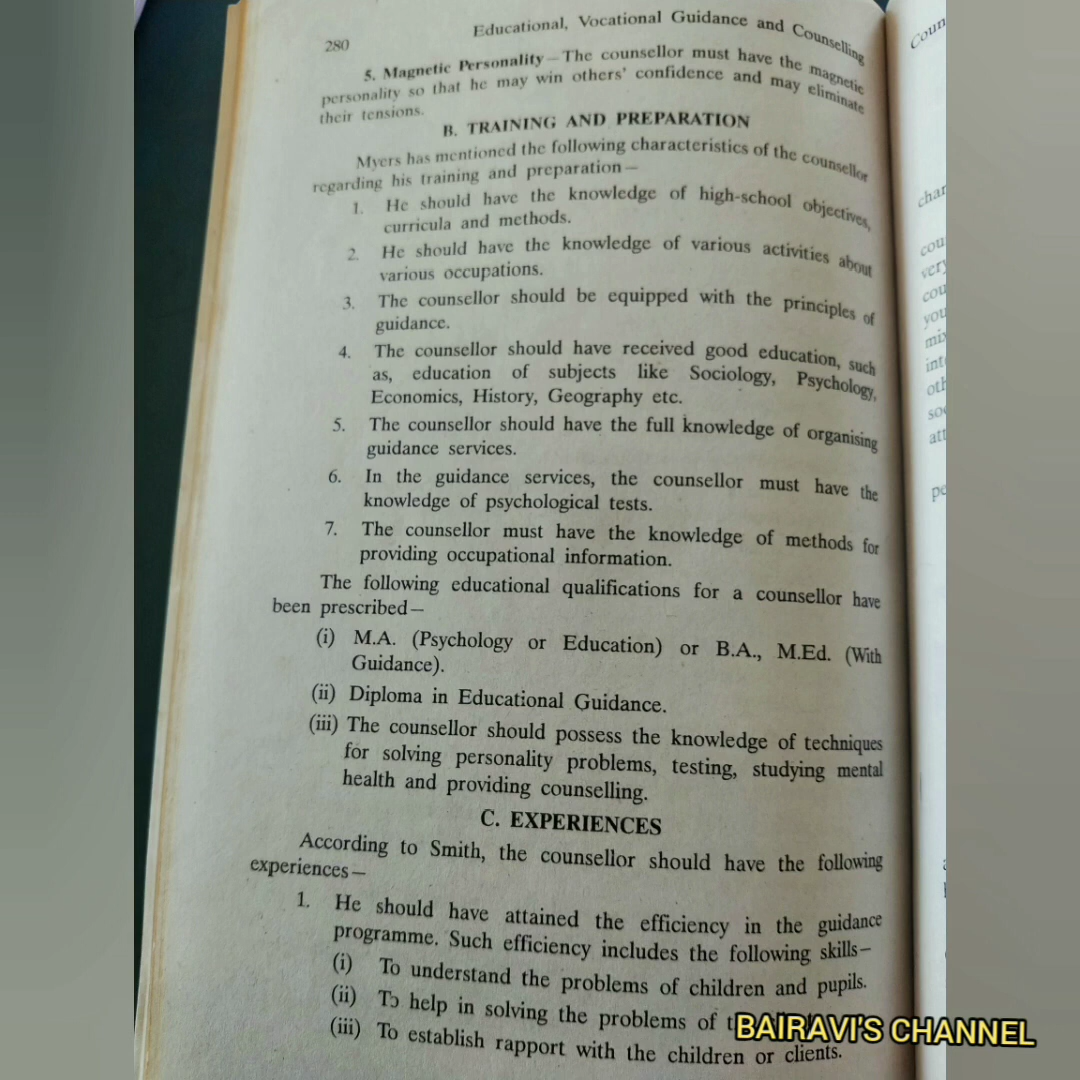 280
Educational, Vocational Guidance and Counselling
5. Magnetic Personality—The counsellor must have the magnetic
personality so that he may win others' confidence and may eliminate
their tensions.
B. TRAINING AND PREPARATION
Myers has mentioned the following characteristics of the counsellor
regarding his training and preparation—
1. He should have the knowledge of high-school objectives,
curricula and methods.
2. He should have the knowledge of various activities about
various occupations.
3. The counsellor should be equipped with the principles of
guidance.
4. The counsellor should have received good education, such
as, education of subjects like Sociology, Psychology,
Economics, History, Geography etc.
5. The counsellor should have the full knowledge of organising
guidance services.
6. In the guidance services, the counsellor must have the
knowledge of psychological tests.
7. The counsellor must have the knowledge of methods for
providing occupational information.
The following educational qualifications for a counsellor have
been prescribed—
(i) M.A. (Psychology or Education) or B.A., M.Ed. (With
Guidance).
(ii) Diploma in Educational Guidance.
(iii) The counsellor should possess the knowledge of techniques
for solving personality problems, testing, studying mental
health and providing counselling.
C. EXPERIENCES
According to Smith, the counsellor should have the following
experiences—
1. He should have attained the efficiency in the guidance
programme. Such efficiency includes the following skills—
(i) To understand the problems of children and pupils.
(ii) To help in solving the problems of
(iii) To establish rapport with the children or clients.
BAIRAVI'S CHANNEL